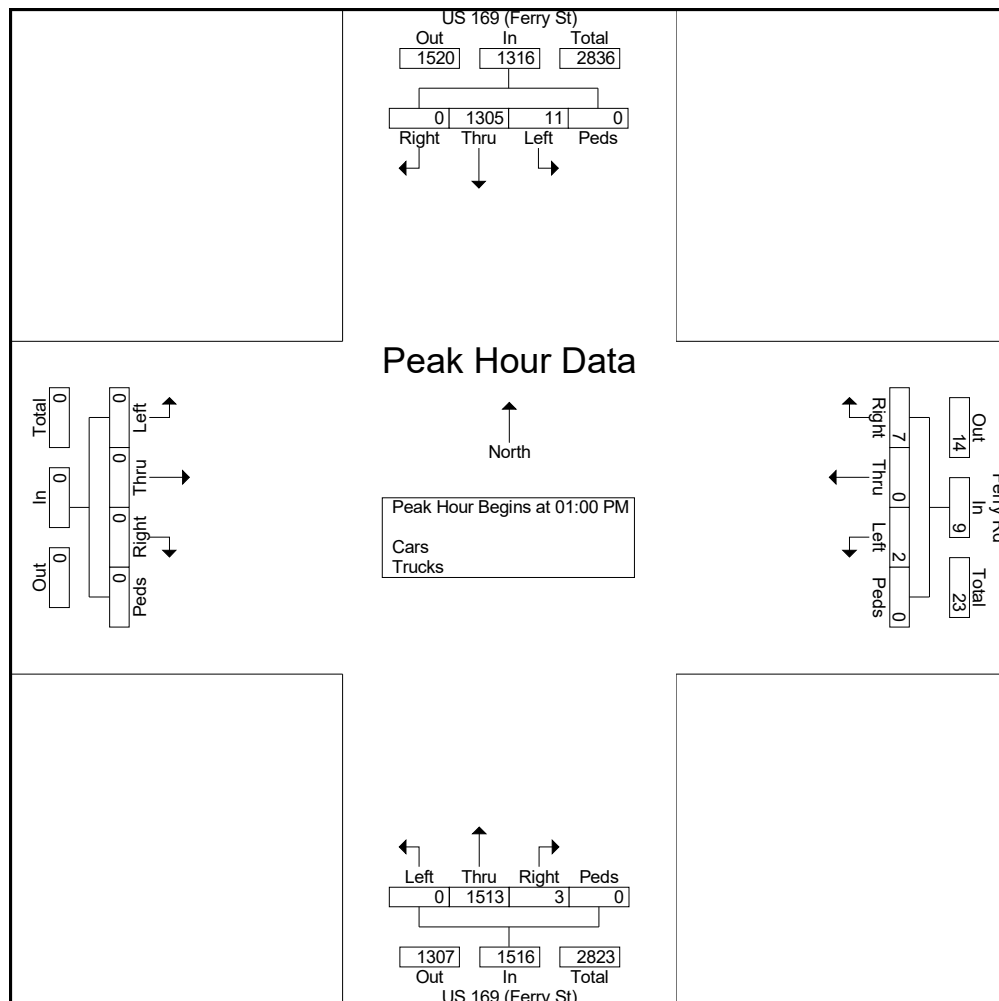 US 169 (Ferry St)
Out In Total
1520 1316 2836
0 1305 11 0
Right Thru Left Peds
Peak Hour Data
North
Peak Hour Begins at 01:00 PM
Cars
Trucks
Total In Out
0 0 0
0 0 0 0
Left Thru Right Peds
Right Thru Left Peds
7 0 2 0
Out In Total
14 9 23
Ferry Rd
Left Thru Right Peds
0 1513 3 0
1307 1516 2823
Out In Total
US 169 (Ferry St)